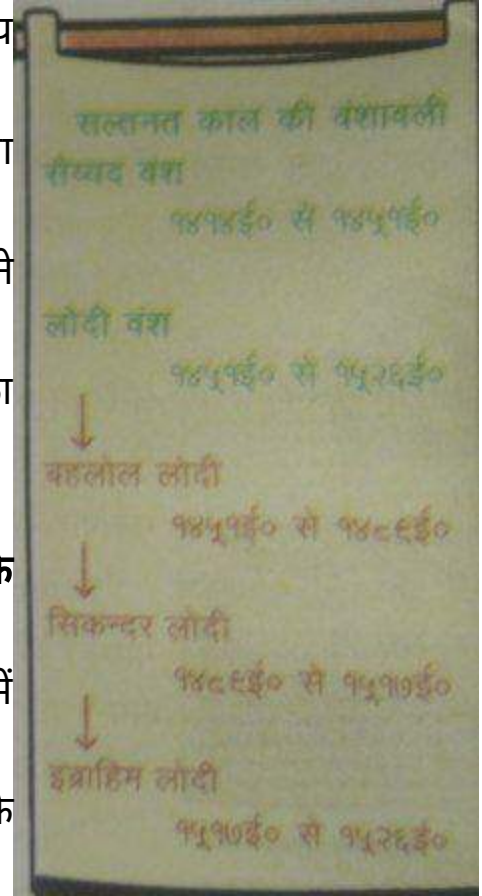 सल्तनत काल की वंशावली
सैय्यद वंश
१४१४ई० से १४५१ई०
लोदी वंश
१४५१ई० से १५२६ई०
↓
बहलोल लोदी
१४५१ई० से १४८९ई०
↓
सिकन्दर लोदी
१४८९ई० से १५१७ई०
↓
इब्राहिम लोदी
१५१७ई० से १५२६ई०